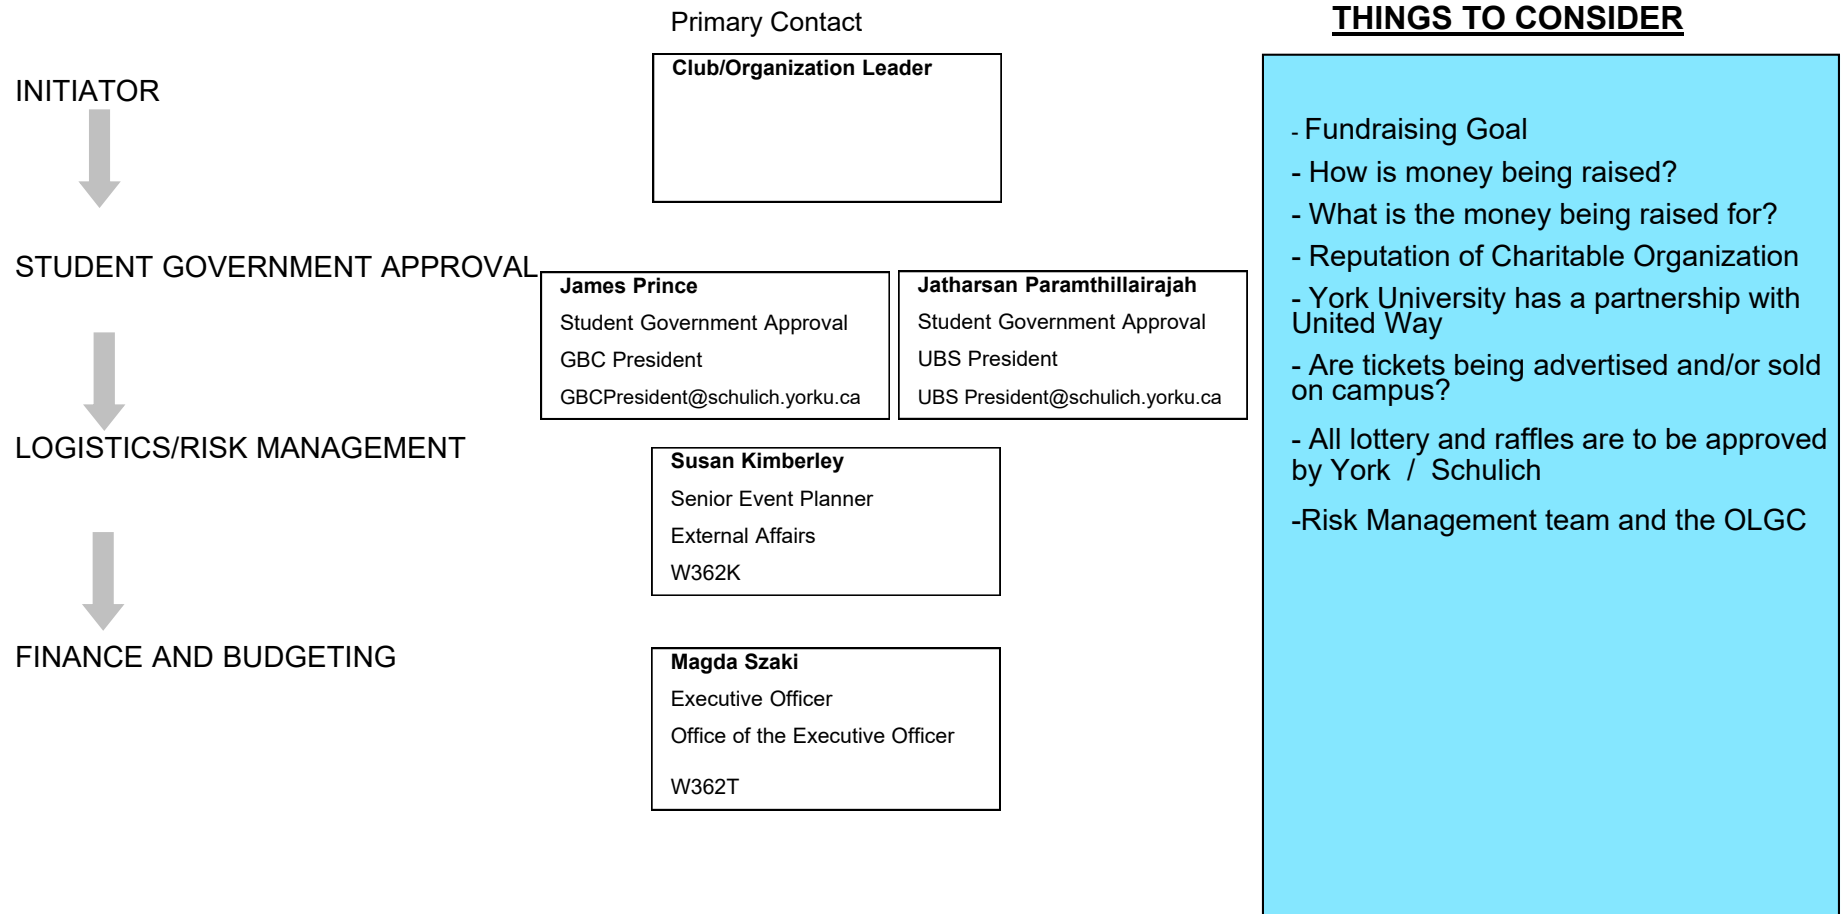 Primary Contact
THINGS TO CONSIDER
INITIATOR
Club/Organization Leader
STUDENT GOVERNMENT APPROVAL
James Prince
Student Government Approval
GBC President
GBCPresident@schulich.yorku.ca
Jatharsan Paramthillairajah
Student Government Approval
UBS President
UBS President@schulich.yorku.ca
LOGISTICS/RISK MANAGEMENT
Susan Kimberley
Senior Event Planner
External Affairs
W362K
FINANCE AND BUDGETING
Magda Szaki
Executive Officer
Office of the Executive Officer
W362T
- Fundraising Goal
- How is money being raised?
- What is the money being raised for?
- Reputation of Charitable Organization
- York University has a partnership with
United Way
- Are tickets being advertised and/or sold
on campus?
- All lottery and raffles are to be approved
by York / Schulich
-Risk Management team and the OLGC